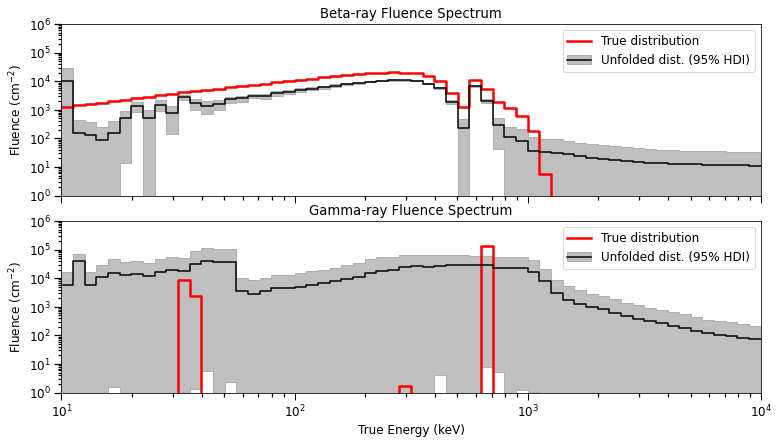 Beta-ray Fluence Spectrum
10⁶
10⁵
10⁴
10³
10²
10¹
10⁰
Fluence (cm⁻²)
True distribution
Unfolded dist. (95% HDI)
Gamma-ray Fluence Spectrum
10⁶
10⁵
10⁴
10³
10²
10¹
10⁰
Fluence (cm⁻²)
True distribution
Unfolded dist. (95% HDI)
10¹ 10² 10³ 10⁴
True Energy (keV)